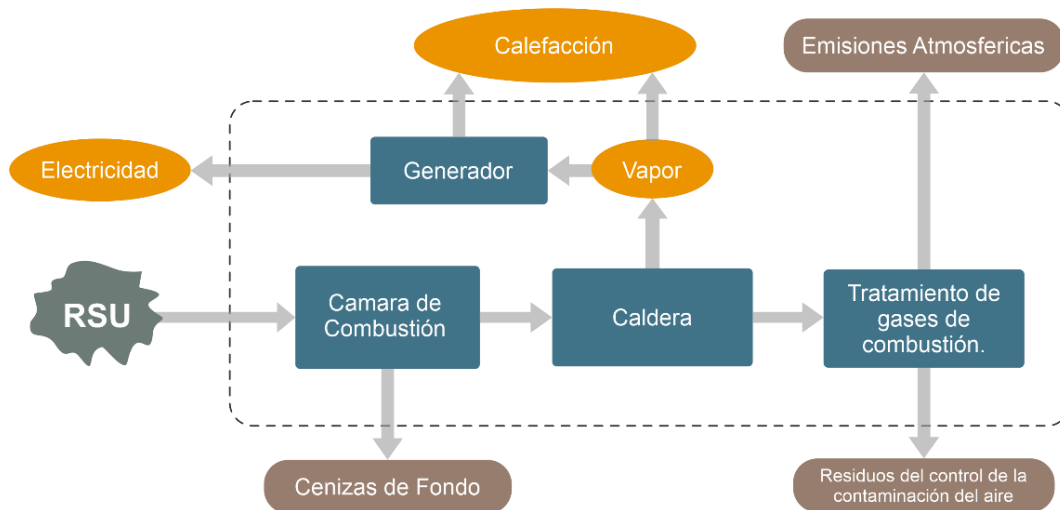 Calefacción
Emisiones Atmosfericas
Electricidad
Generador
Vapor
RSU
Camara de
Combustión
Caldera
Tratamiento de
gases de
combustión.
Cenizas de Fondo
Residuos del control de la
contaminación del aire